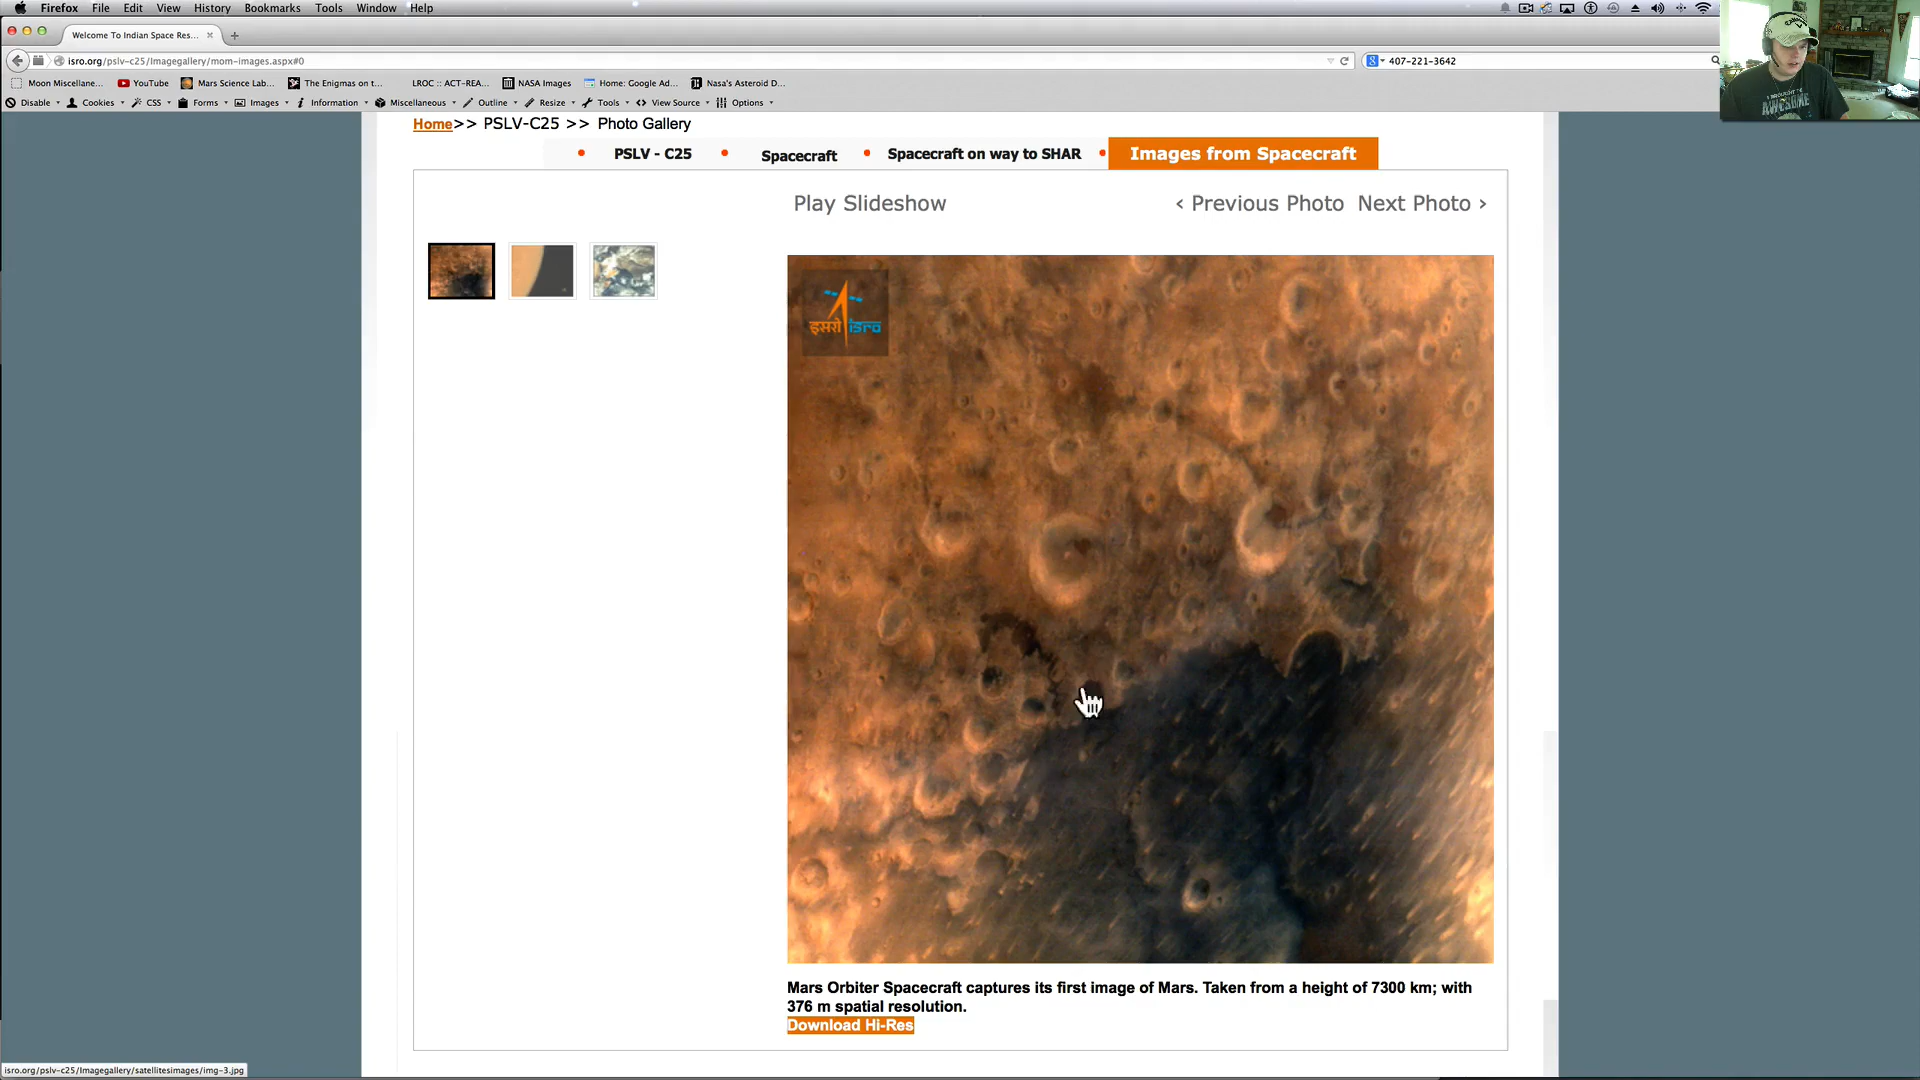 Firefox File Edit View History Bookmarks Tools Window Help
Welcome To Indian Space Res...
isro.org/pslv-c25/Imagegallery/mom-images.aspx#0
407-221-3642
Moon Miscellane... YouTube Mars Science Lab... The Enigmas on t... LROC :: ACT-REA... NASA Images Home: Google Ad... Nasa's Asteroid D...
Disable Cookies CSS Forms Images Information Miscellaneous Outline Resize Tools View Source Options
AWESOME
Home>> PSLV-C25 >> Photo Gallery
PSLV - C25 Spacecraft Spacecraft on way to SHAR Images from Spacecraft
Play Slideshow ‹ Previous Photo Next Photo ›
इसरो isro
Mars Orbiter Spacecraft captures its first image of Mars. Taken from a height of 7300 km; with
376 m spatial resolution.
Download Hi-Res
isro.org/pslv-c25/Imagegallery/satellitesimages/img-3.jpg